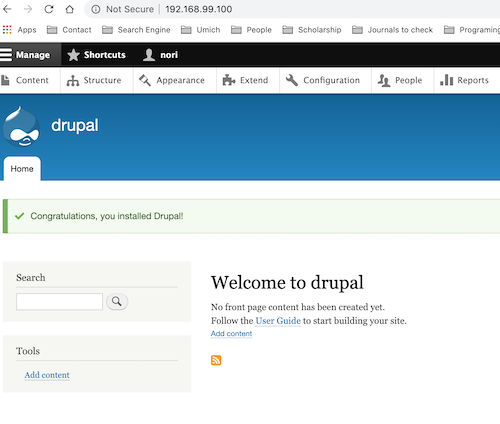 Not Secure | 192.168.99.100
Apps Contact Search Engine Umich People Scholarship Journals to check Programing
Manage Shortcuts nori
Content Structure Appearance Extend Configuration People Reports
drupal
Home
Congratulations, you installed Drupal!
Search
Welcome to drupal
No front page content has been created yet.
Follow the User Guide to start building your site.
Add content
Tools
Add content